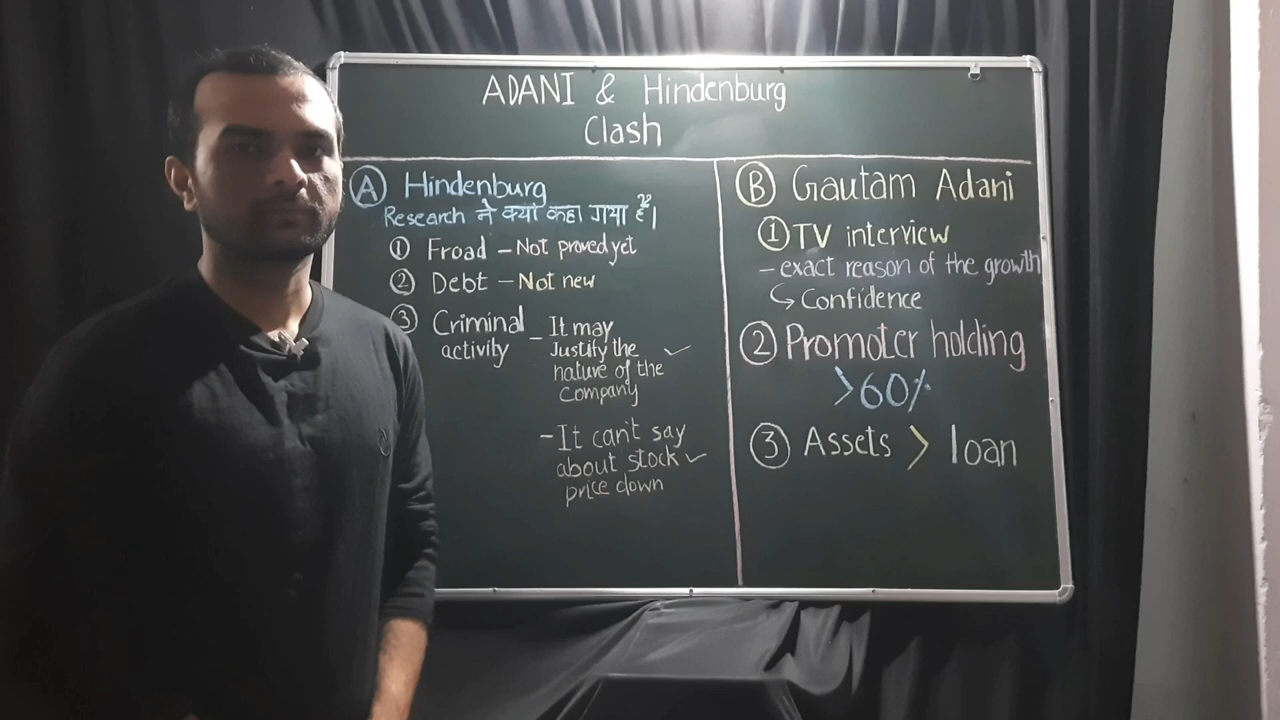 ADANI & Hindenburg
Clash
A Hindenburg
Research ने क्या कहा गया है।
1 Froad – Not proved yet
2 Debt – Not new
3 Criminal activity – It may Justify the nature of the Company ✓
– It can't say about stock ✓ price down
B Gautam Adani
1 TV interview
– exact reason of the growth
↳ Confidence
2 Promoter holding
>60%
3 Assets > loan